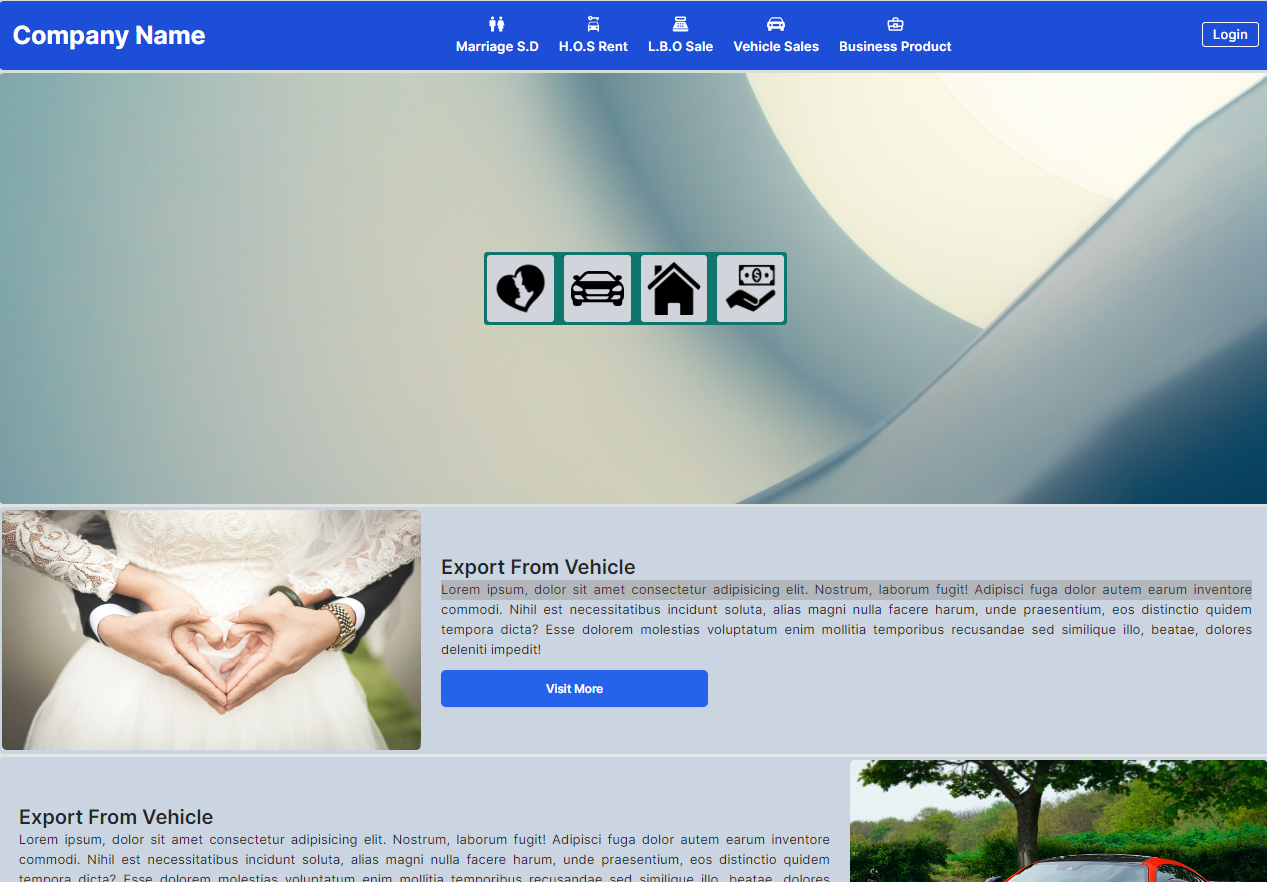 Company Name
Marriage S.D
H.O.S Rent
L.B.O Sale
Vehicle Sales
Business Product
Login
Export From Vehicle
Lorem ipsum, dolor sit amet consectetur adipisicing elit. Nostrum, laborum fugit! Adipisci fuga dolor autem earum inventore
commodi. Nihil est necessitatibus incidunt soluta, alias magni nulla facere harum, unde praesentium, eos distinctio quidem
tempora dicta? Esse dolorem molestias voluptatum enim mollitia temporibus recusandae sed similique illo, beatae, dolores
deleniti impedit!
Visit More
Export From Vehicle
Lorem ipsum, dolor sit amet consectetur adipisicing elit. Nostrum, laborum fugit! Adipisci fuga dolor autem earum inventore
commodi. Nihil est necessitatibus incidunt soluta, alias magni nulla facere harum, unde praesentium, eos distinctio quidem
tempora dicta? Esse dolorem molestias voluptatum enim mollitia temporibus recusandae sed similique illo, beatae, dolores